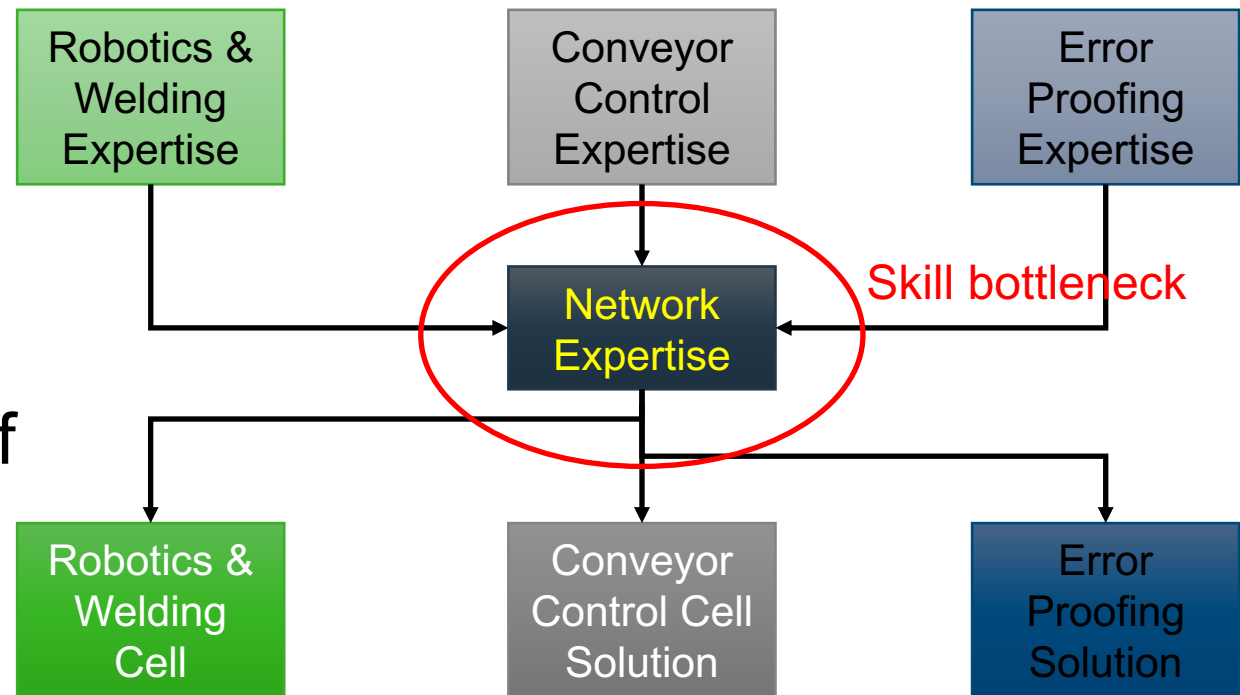 Robotics &
Welding
Expertise
Conveyor
Control
Expertise
Error
Proofing
Expertise
Network
Expertise
Skill bottleneck
f
Robotics &
Welding
Cell
Conveyor
Control Cell
Solution
Error
Proofing
Solution